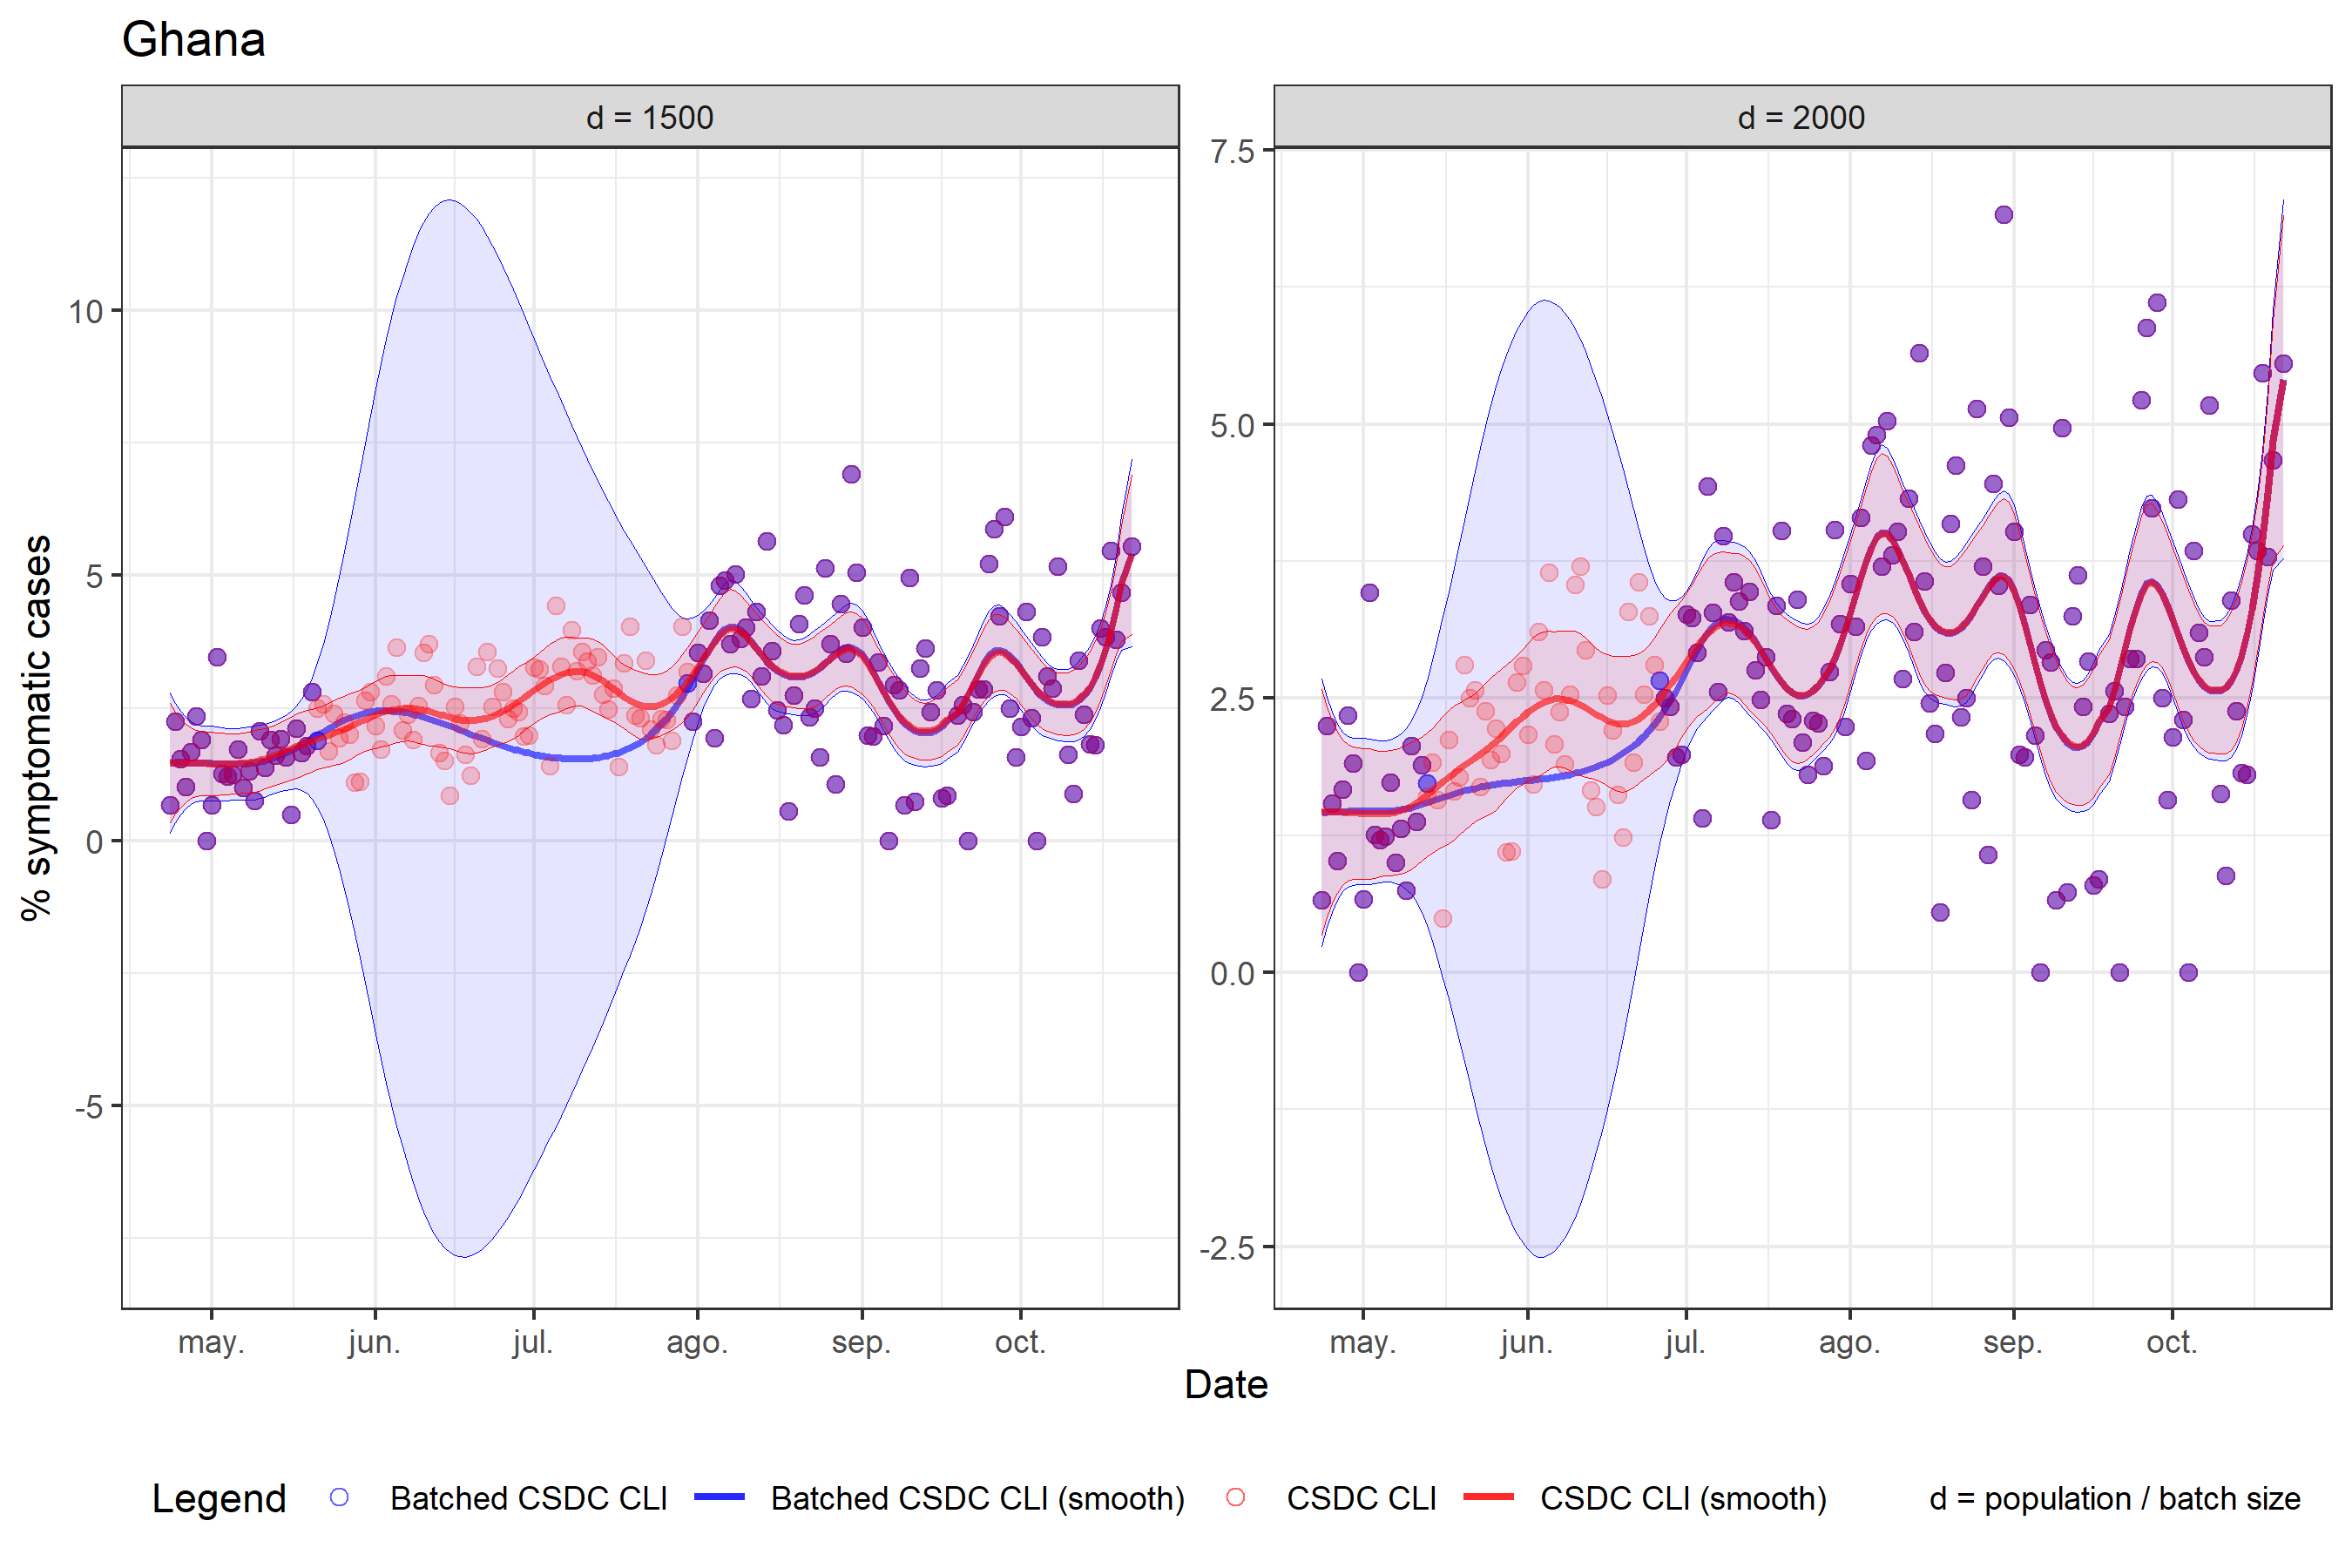 Ghana
d = 1500
d = 2000
% symptomatic cases
10
5
0
-5
7.5
5.0
2.5
0.0
-2.5
may. jun. jul. ago. sep. oct.
may. jun. jul. ago. sep. oct.
Date
Legend Batched CSDC CLI Batched CSDC CLI (smooth) CSDC CLI CSDC CLI (smooth) d = population / batch size